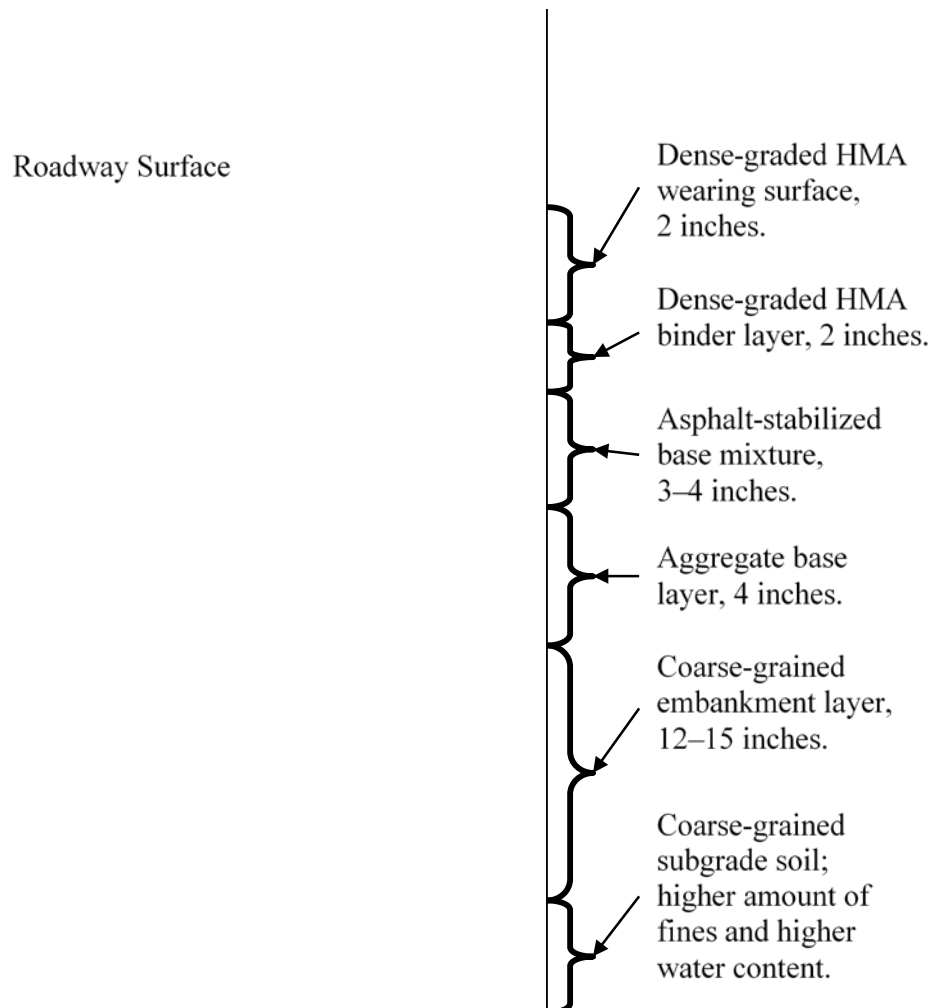 Roadway Surface
Dense-graded HMA
wearing surface,
2 inches.
Dense-graded HMA
binder layer, 2 inches.
Asphalt-stabilized
base mixture,
3–4 inches.
Aggregate base
layer, 4 inches.
Coarse-grained
embankment layer,
12–15 inches.
Coarse-grained
subgrade soil;
higher amount of
fines and higher
water content.